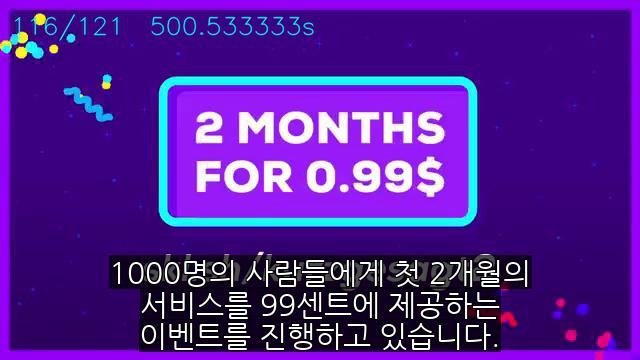 116/121 500.533333s
2 MONTHS
FOR 0.99$
1000명의 사람들에게 첫 2개월의
서비스를 99센트에 제공하는
이벤트를 진행하고 있습니다.